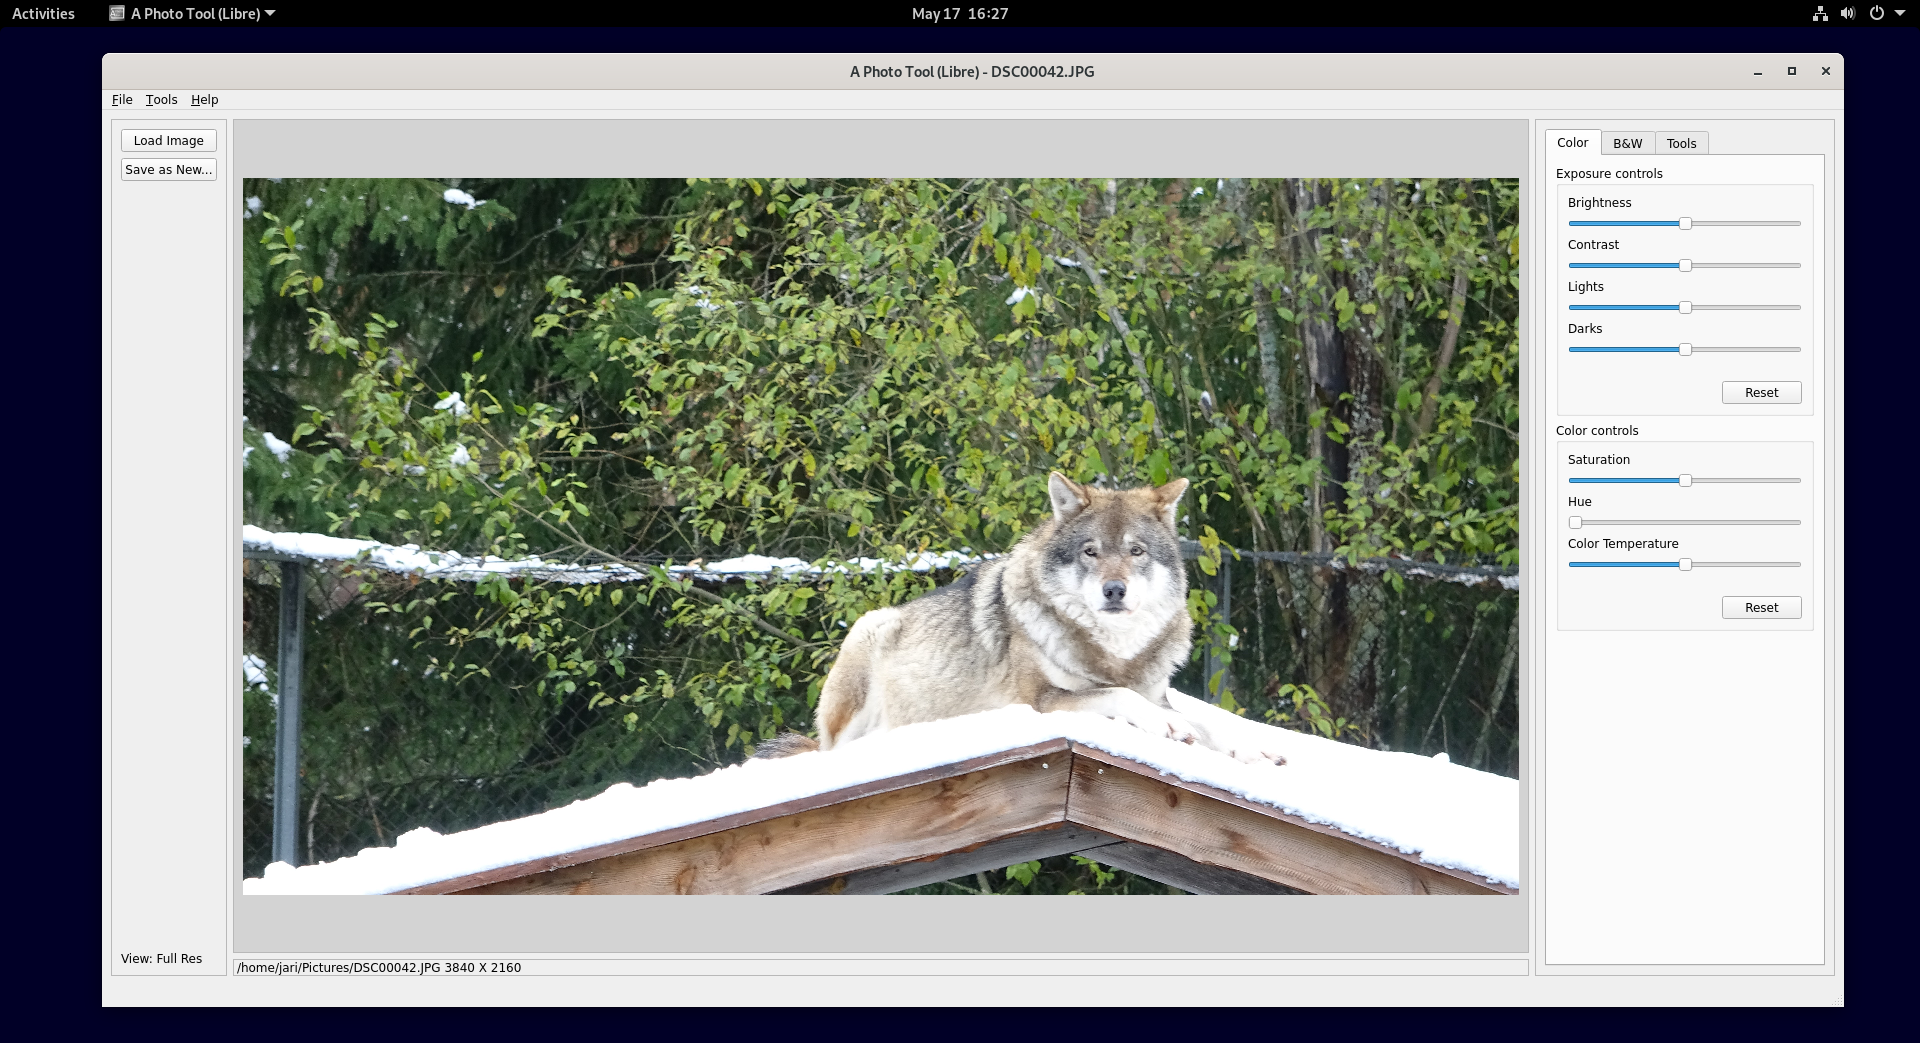 Activities
A Photo Tool (Libre)
May 17 16:27
A Photo Tool (Libre) - DSC00042.JPG
File Tools Help
Load Image
Save as New...
View: Full Res
/home/jari/Pictures/DSC00042.JPG 3840 X 2160
Color B&W Tools
Exposure controls
Brightness
Contrast
Lights
Darks
Reset
Color controls
Saturation
Hue
Color Temperature
Reset